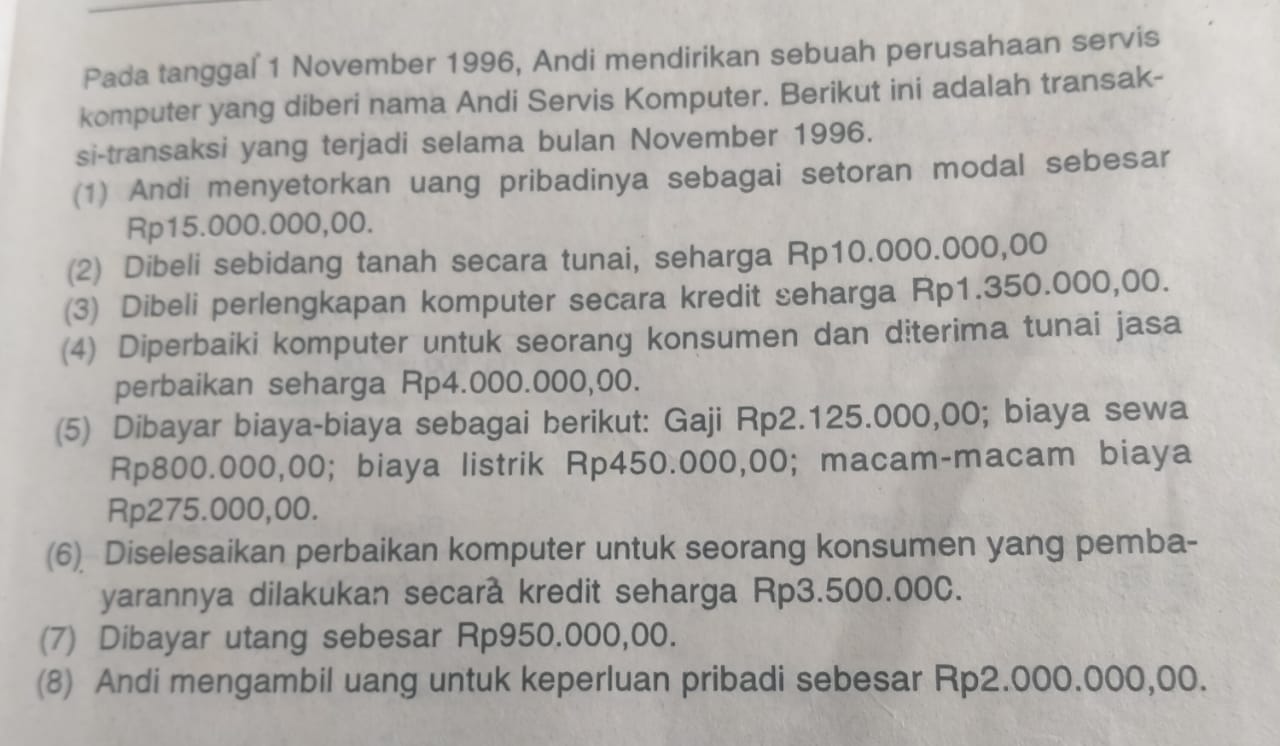 Pada tanggal 1 November 1996, Andi mendirikan sebuah perusahaan servis
komputer yang diberi nama Andi Servis Komputer. Berikut ini adalah transak-
si-transaksi yang terjadi selama bulan November 1996.
(1) Andi menyetorkan uang pribadinya sebagai setoran modal sebesar
Rp15.000.000,00.
(2) Dibeli sebidang tanah secara tunai, seharga Rp10.000.000,00
(3) Dibeli perlengkapan komputer secara kredit seharga Rp1.350.000,00.
(4) Diperbaiki komputer untuk seorang konsumen dan diterima tunai jasa
perbaikan seharga Rp4.000.000,00.
(5) Dibayar biaya-biaya sebagai berikut: Gaji Rp2.125.000,00; biaya sewa
Rp800.000,00; biaya listrik Rp450.000,00; macam-macam biaya
Rp275.000,00.
(6) Diselesaikan perbaikan komputer untuk seorang konsumen yang pemba-
yarannya dilakukan secara kredit seharga Rp3.500.000.
(7) Dibayar utang sebesar Rp950.000,00.
(8) Andi mengambil uang untuk keperluan pribadi sebesar Rp2.000.000,00.